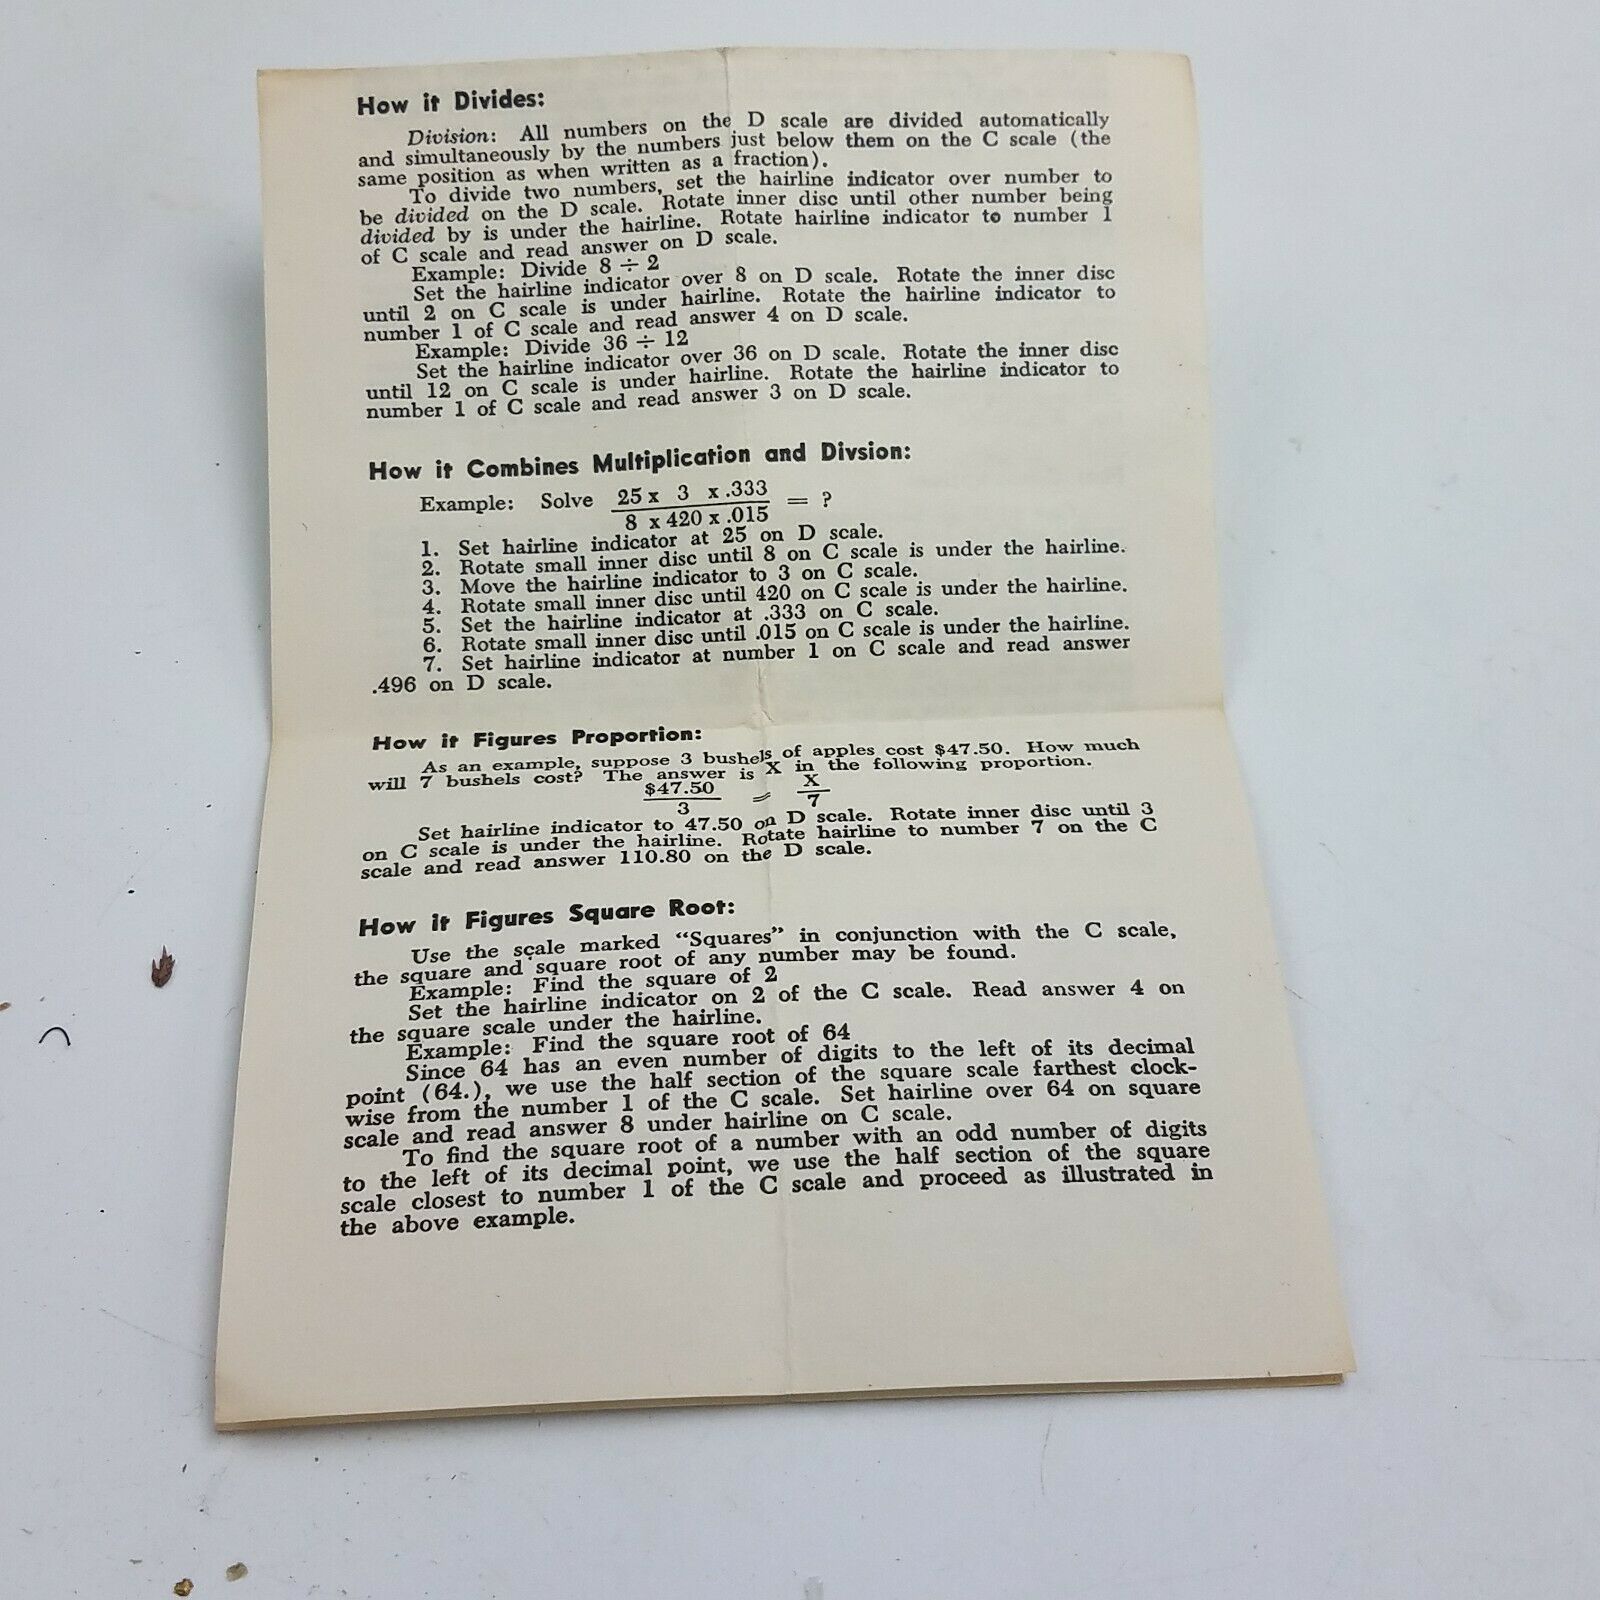 How it Divides:
Division: All numbers on the D scale are divided automatically
and simultaneously by the numbers just below them on the C scale (the
same position as when written as a fraction).
To divide two numbers, set the hairline indicator over number to
be divided on the D scale. Rotate inner disc until other number being
divided by is under the hairline. Rotate hairline indicator to number 1
of C scale and read answer on D scale.
Example: Divide 8 ÷ 2
Set the hairline indicator over 8 on D scale. Rotate the inner disc
until 2 on C scale is under hairline. Rotate the hairline indicator to
number 1 of C scale and read answer 4 on D scale.
Example: Divide 36 ÷ 12
Set the hairline indicator over 36 on D scale. Rotate the inner disc
until 12 on C scale is under hairline. Rotate the hairline indicator to
number 1 of C scale and read answer 3 on D scale.
How it Combines Multiplication and Divsion:
Example: Solve 25 x 3 x .333 = ?
8 x 420 x .015
1. Set hairline indicator at 25 on D scale.
2. Rotate small inner disc until 8 on C scale is under the hairline.
3. Move the hairline indicator to 3 on C scale.
4. Rotate small inner disc until 420 on C scale is under the hairline.
5. Set the hairline indicator at .333 on C scale.
6. Rotate small inner disc until .015 on C scale is under the hairline.
7. Set hairline indicator at number 1 on C scale and read answer
.496 on D scale.
How it Figures Proportion:
As an example, suppose 3 bushels of apples cost $47.50. How much
will 7 bushels cost? The answer is X in the following proportion.
$47.50 = X
3 7
Set hairline indicator to 47.50 on D scale. Rotate inner disc until 3
on C scale is under the hairline. Rotate hairline to number 7 on the C
scale and read answer 110.80 on the D scale.
How it Figures Square Root:
Use the scale marked “Squares” in conjunction with the C scale,
the square and square root of any number may be found.
Example: Find the square of 2
Set the hairline indicator on 2 of the C scale. Read answer 4 on
the square scale under the hairline.
Example: Find the square root of 64
Since 64 has an even number of digits to the left of its decimal
point (64.), we use the half section of the square scale farthest clock-
wise from the number 1 of the C scale. Set hairline over 64 on square
scale and read answer 8 under hairline on C scale.
To find the square root of a number with an odd number of digits
to the left of its decimal point, we use the half section of the square
scale closest to number 1 of the C scale and proceed as illustrated in
the above example.